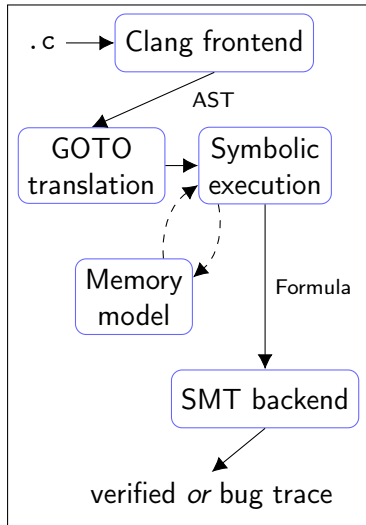 .c
Clang frontend
AST
GOTO
translation
Symbolic
execution
Memory
model
Formula
SMT backend
verified or bug trace